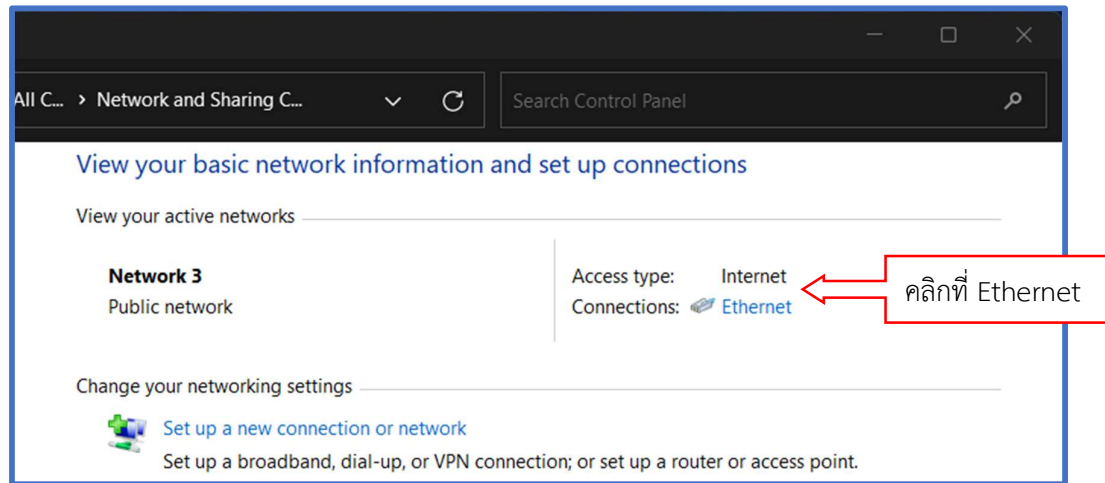 All C... > Network and Sharing C...
Search Control Panel
View your basic network information and set up connections
View your active networks
Network 3
Public network
Access type: Internet
Connections: Ethernet
คลิกที่ Ethernet
Change your networking settings
Set up a new connection or network
Set up a broadband, dial-up, or VPN connection; or set up a router or access point.